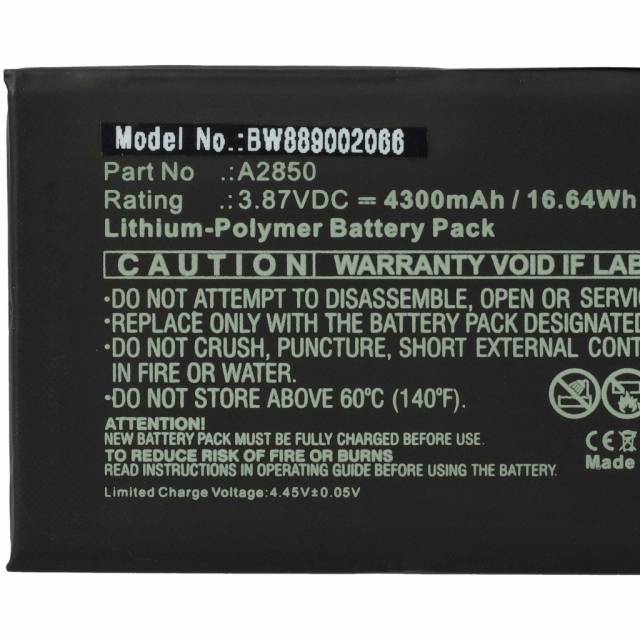 Model No.:BW889002066
Part No .:A2850
Rating .:3.87VDC = 4300mAh / 16.64Wh
Lithium-Polymer Battery Pack
CAUTION WARRANTY VOID IF LAB
•DO NOT ATTEMPT TO DISASSEMBLE, OPEN OR SERVI
•REPLACE ONLY WITH THE BATTERY PACK DESIGNATED
•DO NOT CRUSH, PUNCTURE, SHORT EXTERNAL CONT
IN FIRE OR WATER.
•DO NOT STORE ABOVE 60ºC (140ºF).
ATTENTION!
NEW BATTERY PACK MUST BE FULLY CHARGED BEFORE USE.
TO REDUCE RISK OF FIRE OR BURNS
READ INSTRUCTIONS IN OPERATING GUIDE BEFORE USING THE BATTERY.
Limited Charge Voltage:4.45V±0.05V
CE
Made